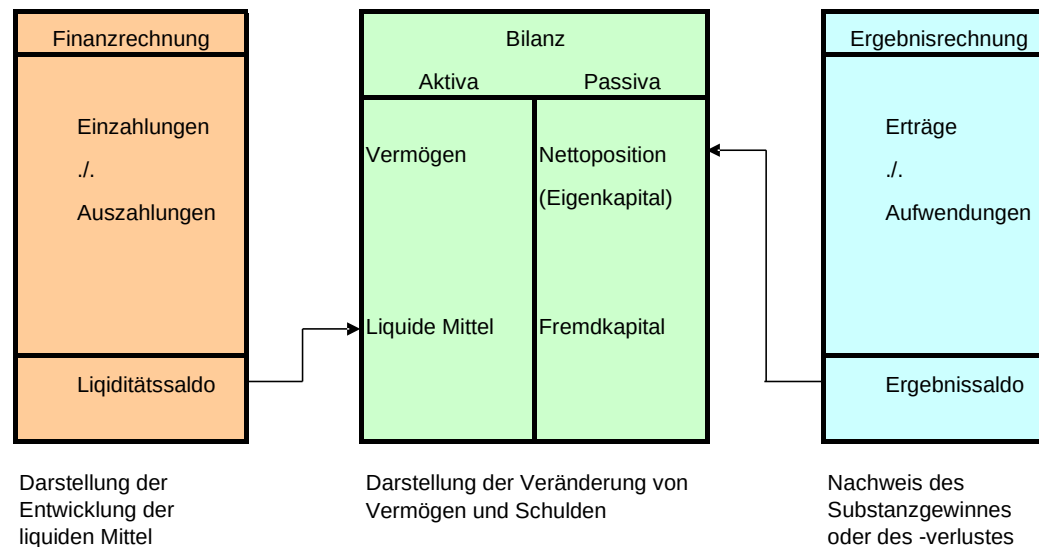 Finanzrechnung
Einzahlungen
./.
Auszahlungen
Liqiditätssaldo
Darstellung der
Entwicklung der
liquiden Mittel
Bilanz
Aktiva Passiva
Vermögen Nettoposition
(Eigenkapital)
Liquide Mittel Fremdkapital
Darstellung der Veränderung von
Vermögen und Schulden
Ergebnisrechnung
Erträge
./.
Aufwendungen
Ergebnissaldo
Nachweis des
Substanzgewinnes
oder des -verlustes